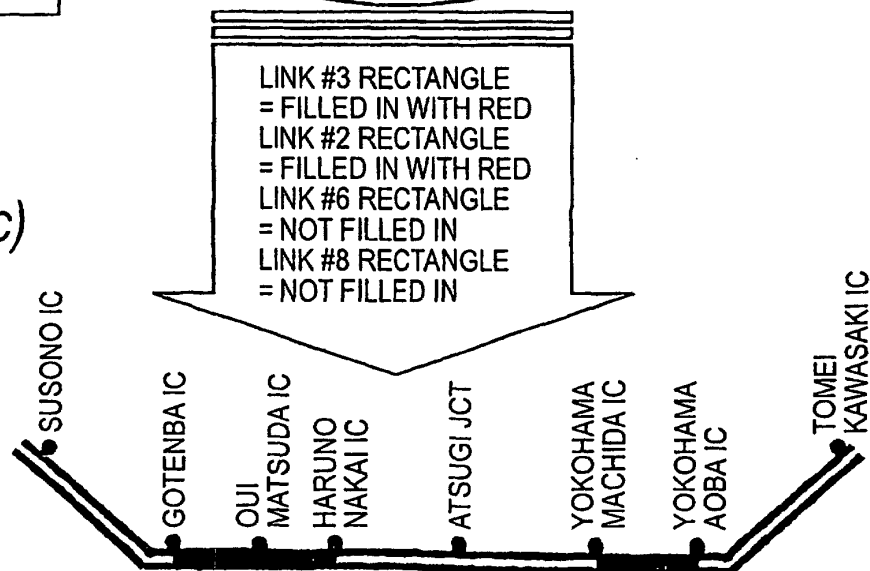 LINK #3 RECTANGLE
= FILLED IN WITH RED
LINK #2 RECTANGLE
= FILLED IN WITH RED
LINK #6 RECTANGLE
= NOT FILLED IN
LINK #8 RECTANGLE
= NOT FILLED IN
c)
SUSONO IC
GOTENBA IC
OUI
MATSUDA IC
HARUNO
NAKAI IC
ATSUGI JCT
YOKOHAMA
MACHIDA IC
YOKOHAMA
AOBA IC
TOMEI
KAWASAKI IC